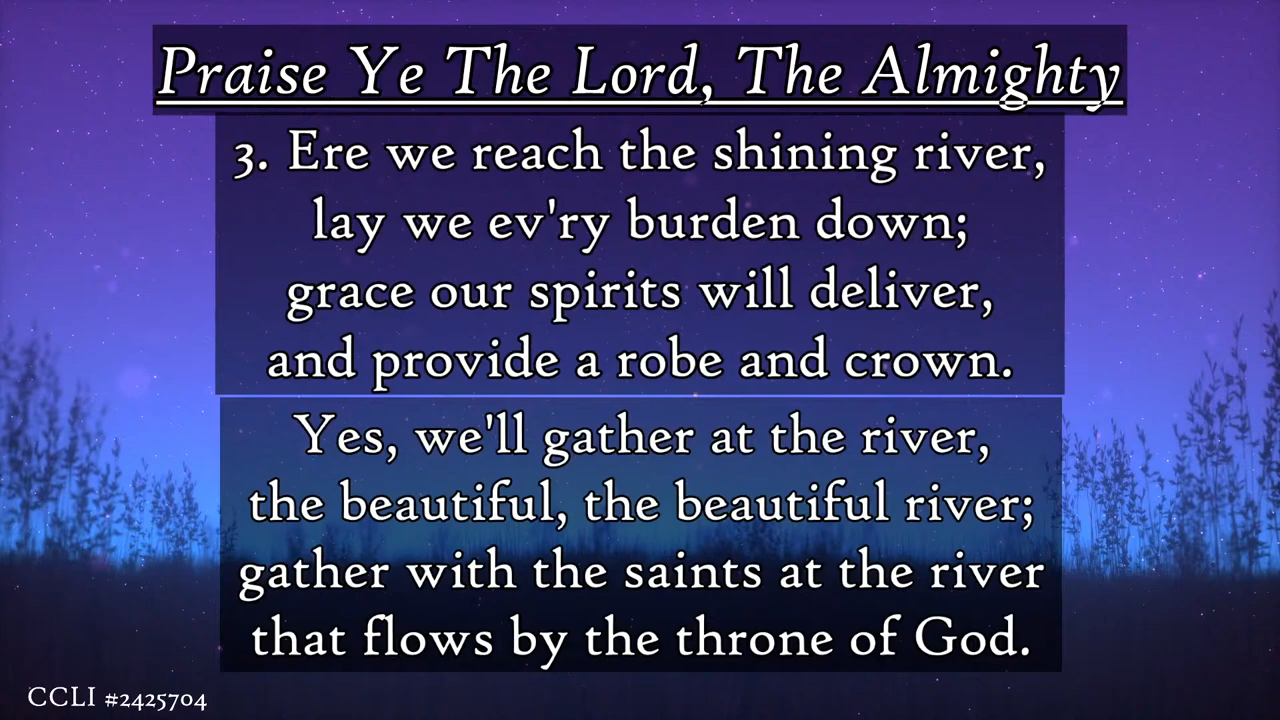 Praise Ye The Lord, The Almighty
3. Ere we reach the shining river,
lay we ev'ry burden down;
grace our spirits will deliver,
and provide a robe and crown.
Yes, we'll gather at the river,
the beautiful, the beautiful river;
gather with the saints at the river
that flows by the throne of God.
CCLI #2425704